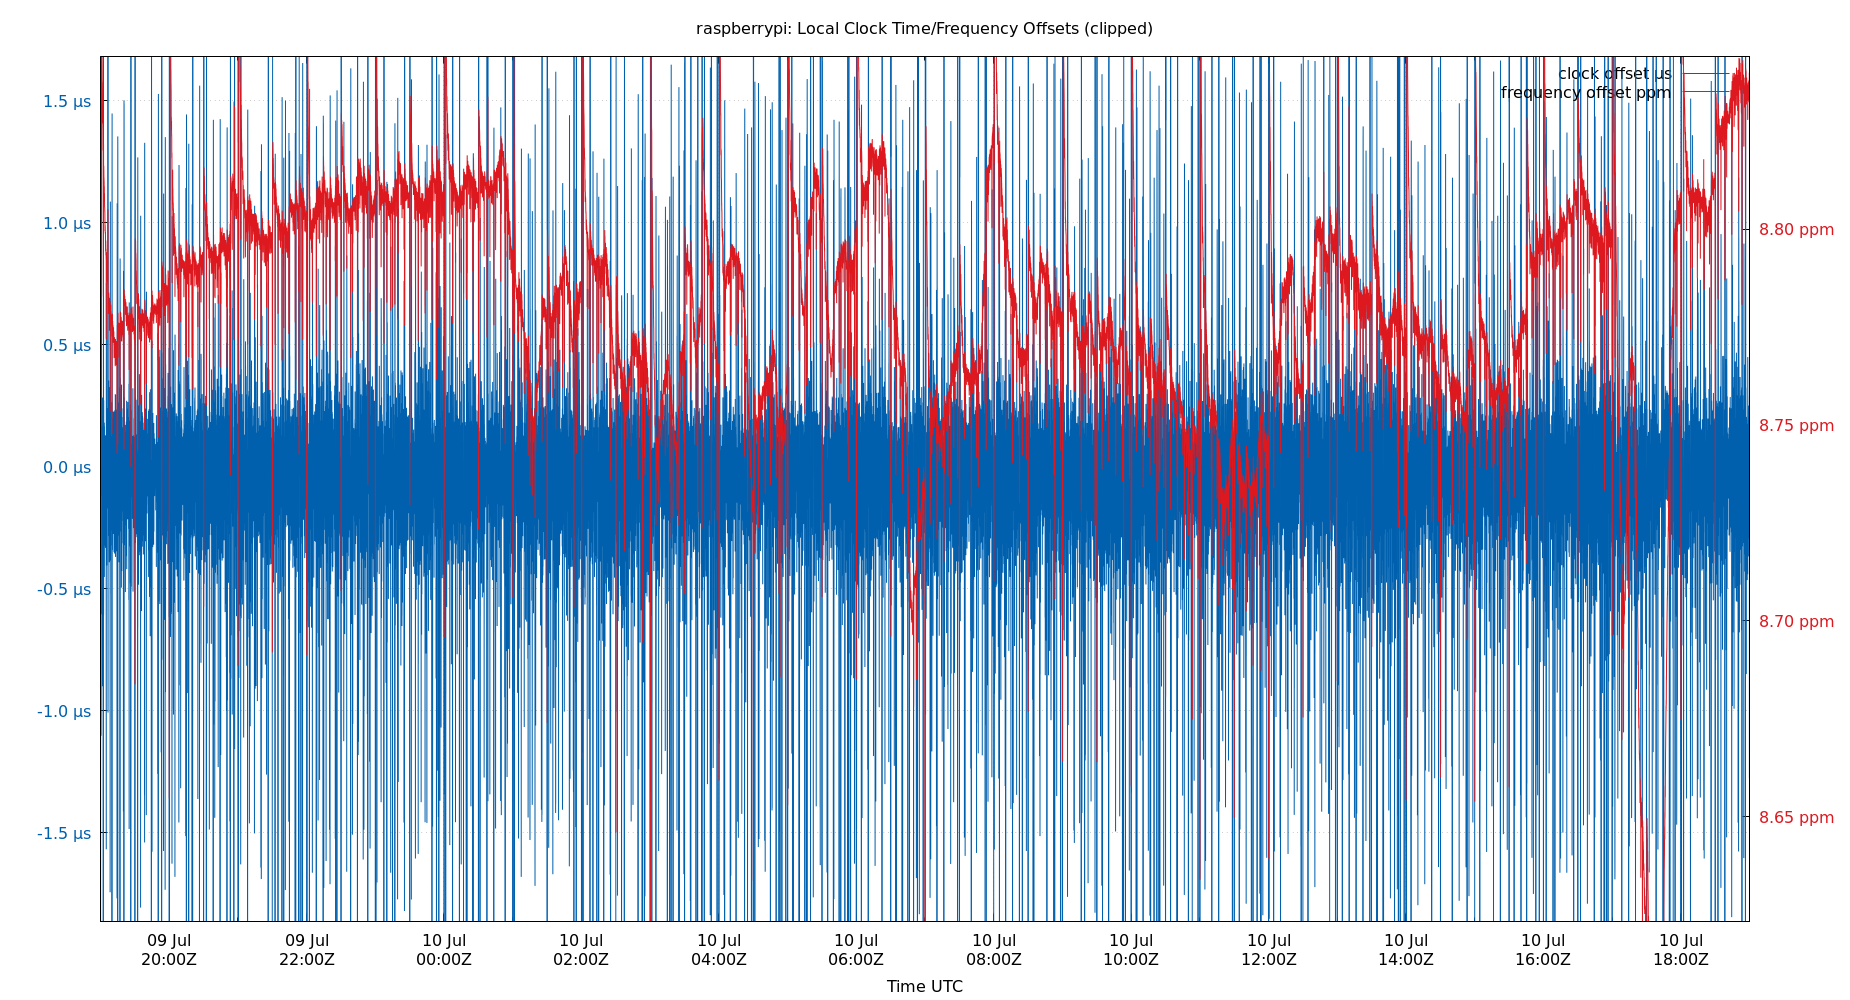 raspberrypi: Local Clock Time/Frequency Offsets (clipped)
clock offset µs
frequency offset ppm
1.5 µs
1.0 µs
0.5 µs
0.0 µs
-0.5 µs
-1.0 µs
-1.5 µs
8.80 ppm
8.75 ppm
8.70 ppm
8.65 ppm
09 Jul 09 Jul 10 Jul 10 Jul 10 Jul 10 Jul 10 Jul 10 Jul 10 Jul 10 Jul 10 Jul 10 Jul
20:00Z 22:00Z 00:00Z 02:00Z 04:00Z 06:00Z 08:00Z 10:00Z 12:00Z 14:00Z 16:00Z 18:00Z
Time UTC